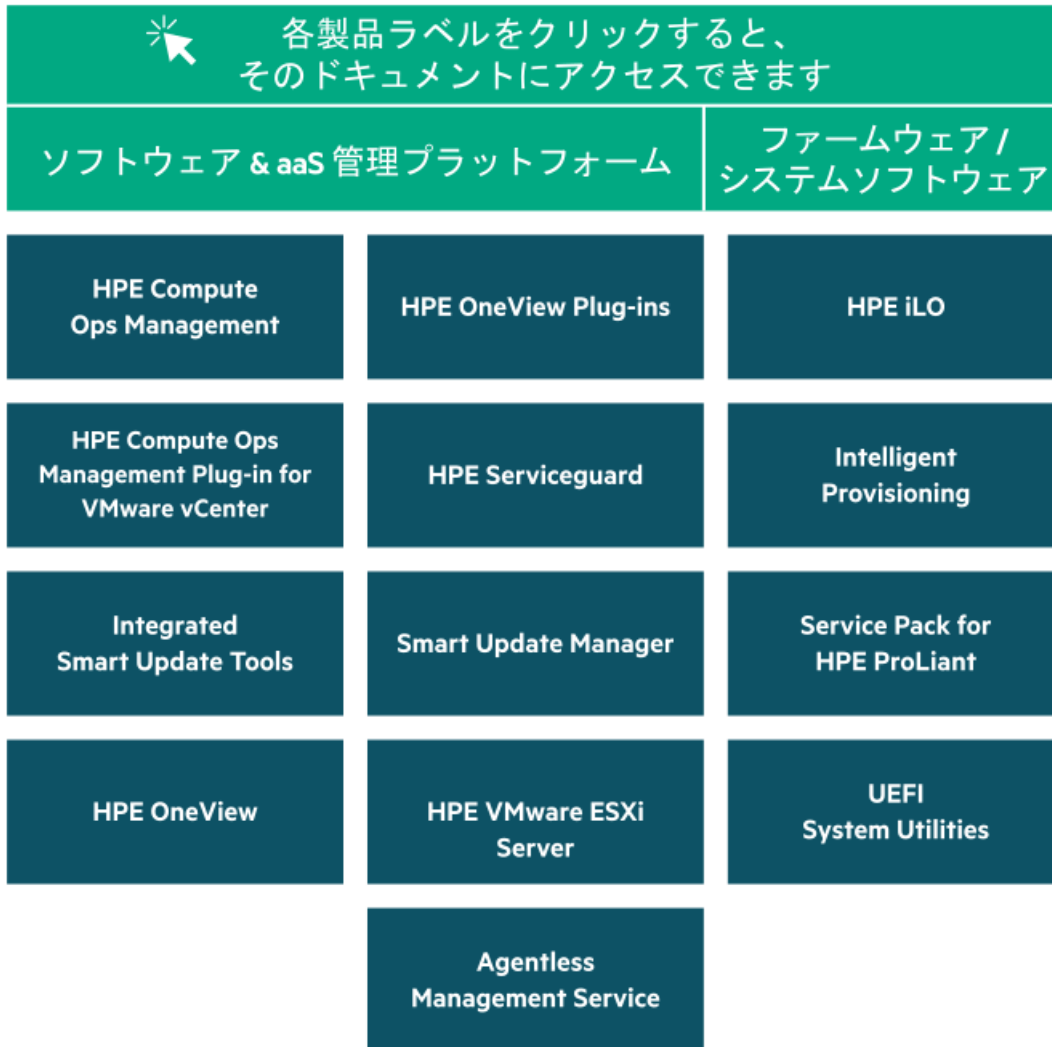 各製品ラベルをクリックすると、
そのドキュメントにアクセスできます
ソフトウェア & aaS 管理プラットフォーム
ファームウェア /
システムソフトウェア
HPE Compute
Ops Management
HPE OneView Plug-ins
HPE iLO
HPE Compute Ops
Management Plug-in for
VMware vCenter
HPE Serviceguard
Intelligent
Provisioning
Integrated
Smart Update Tools
Smart Update Manager
Service Pack for
HPE ProLiant
HPE OneView
HPE VMware ESXi
Server
UEFI
System Utilities
Agentless
Management Service